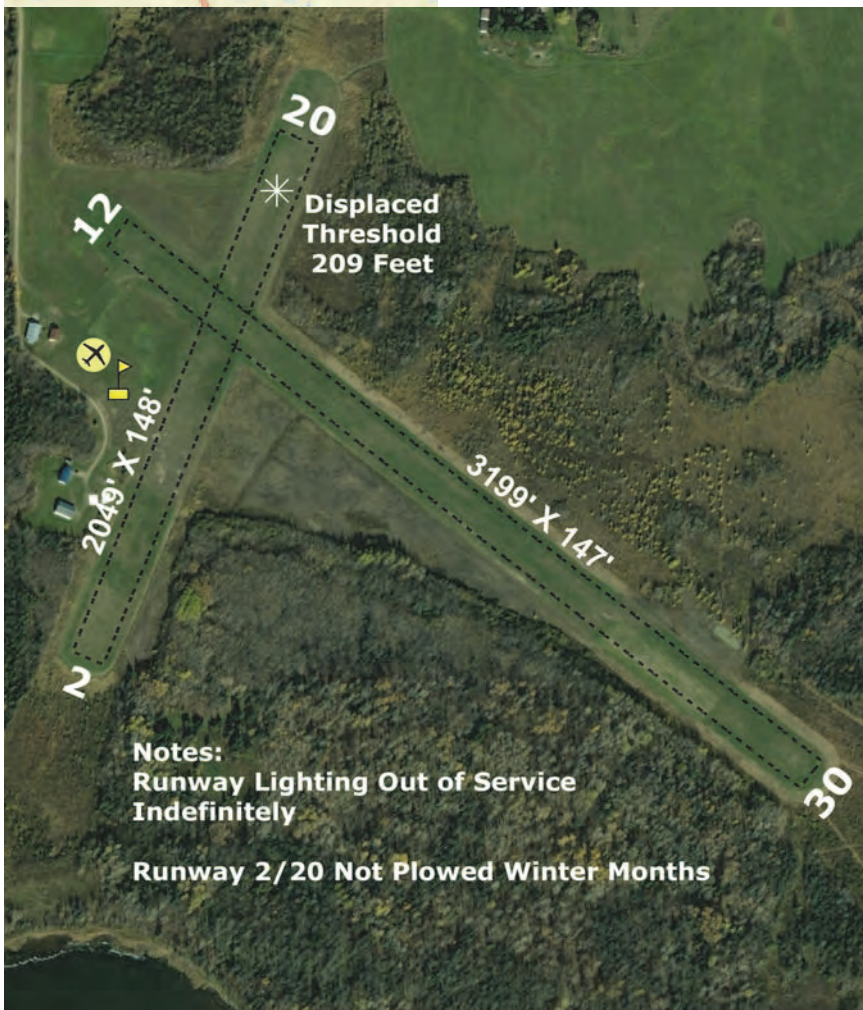 20
12
Displaced
Threshold
209 Feet
2049' X 148'
3199' X 147'
2
30
Notes:
Runway Lighting Out of Service
Indefinitely
Runway 2/20 Not Plowed Winter Months